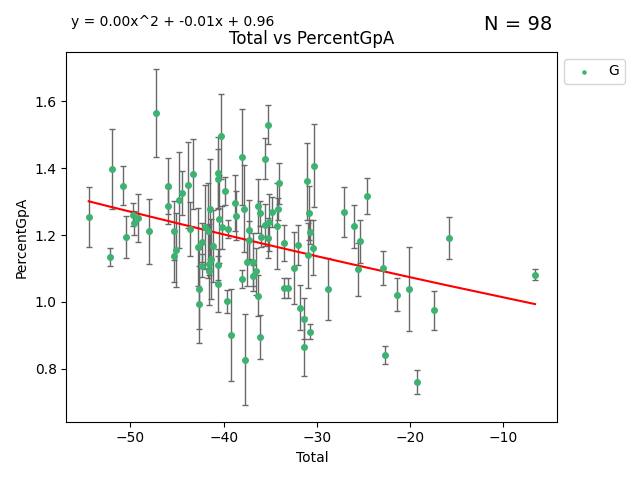 y = 0.00x^2 + -0.01x + 0.96
N = 98
Total vs PercentGpA
G
PercentGpA
1.6
1.4
1.2
1.0
0.8
−50
−40
−30
−20
−10
Total